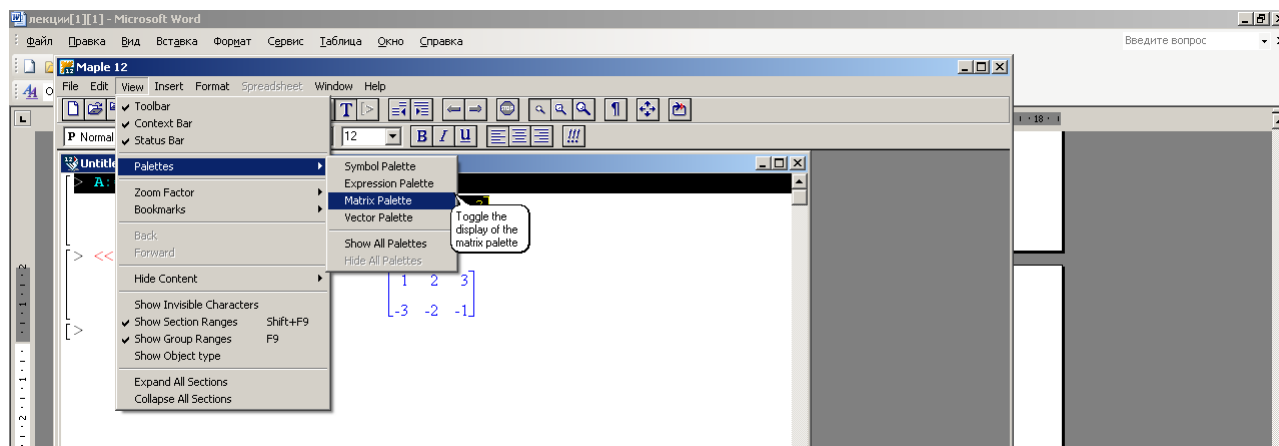 лекции[1][1] - Microsoft Word
Файл Правка Вид Вставка Формат Сервис Таблица Окно Справка Введите вопрос
Maple 12
File Edit View Insert Format Spreadsheet Window Help
Toolbar
Context Bar
Status Bar
P Normal 12 B I U !!!
Untitle
Palettes
Zoom Factor
Bookmarks
Back
Forward
Hide Content
Show Invisible Characters
Show Section Ranges Shift+F9
Show Group Ranges F9
Show Object type
Expand All Sections
Collapse All Sections
Symbol Palette
Expression Palette
Matrix Palette
Vector Palette
Show All Palettes
Hide All Palettes
Toggle the
display of the
matrix palette
> A:
> <<
1 2 3
-3 -2 -1
>
18